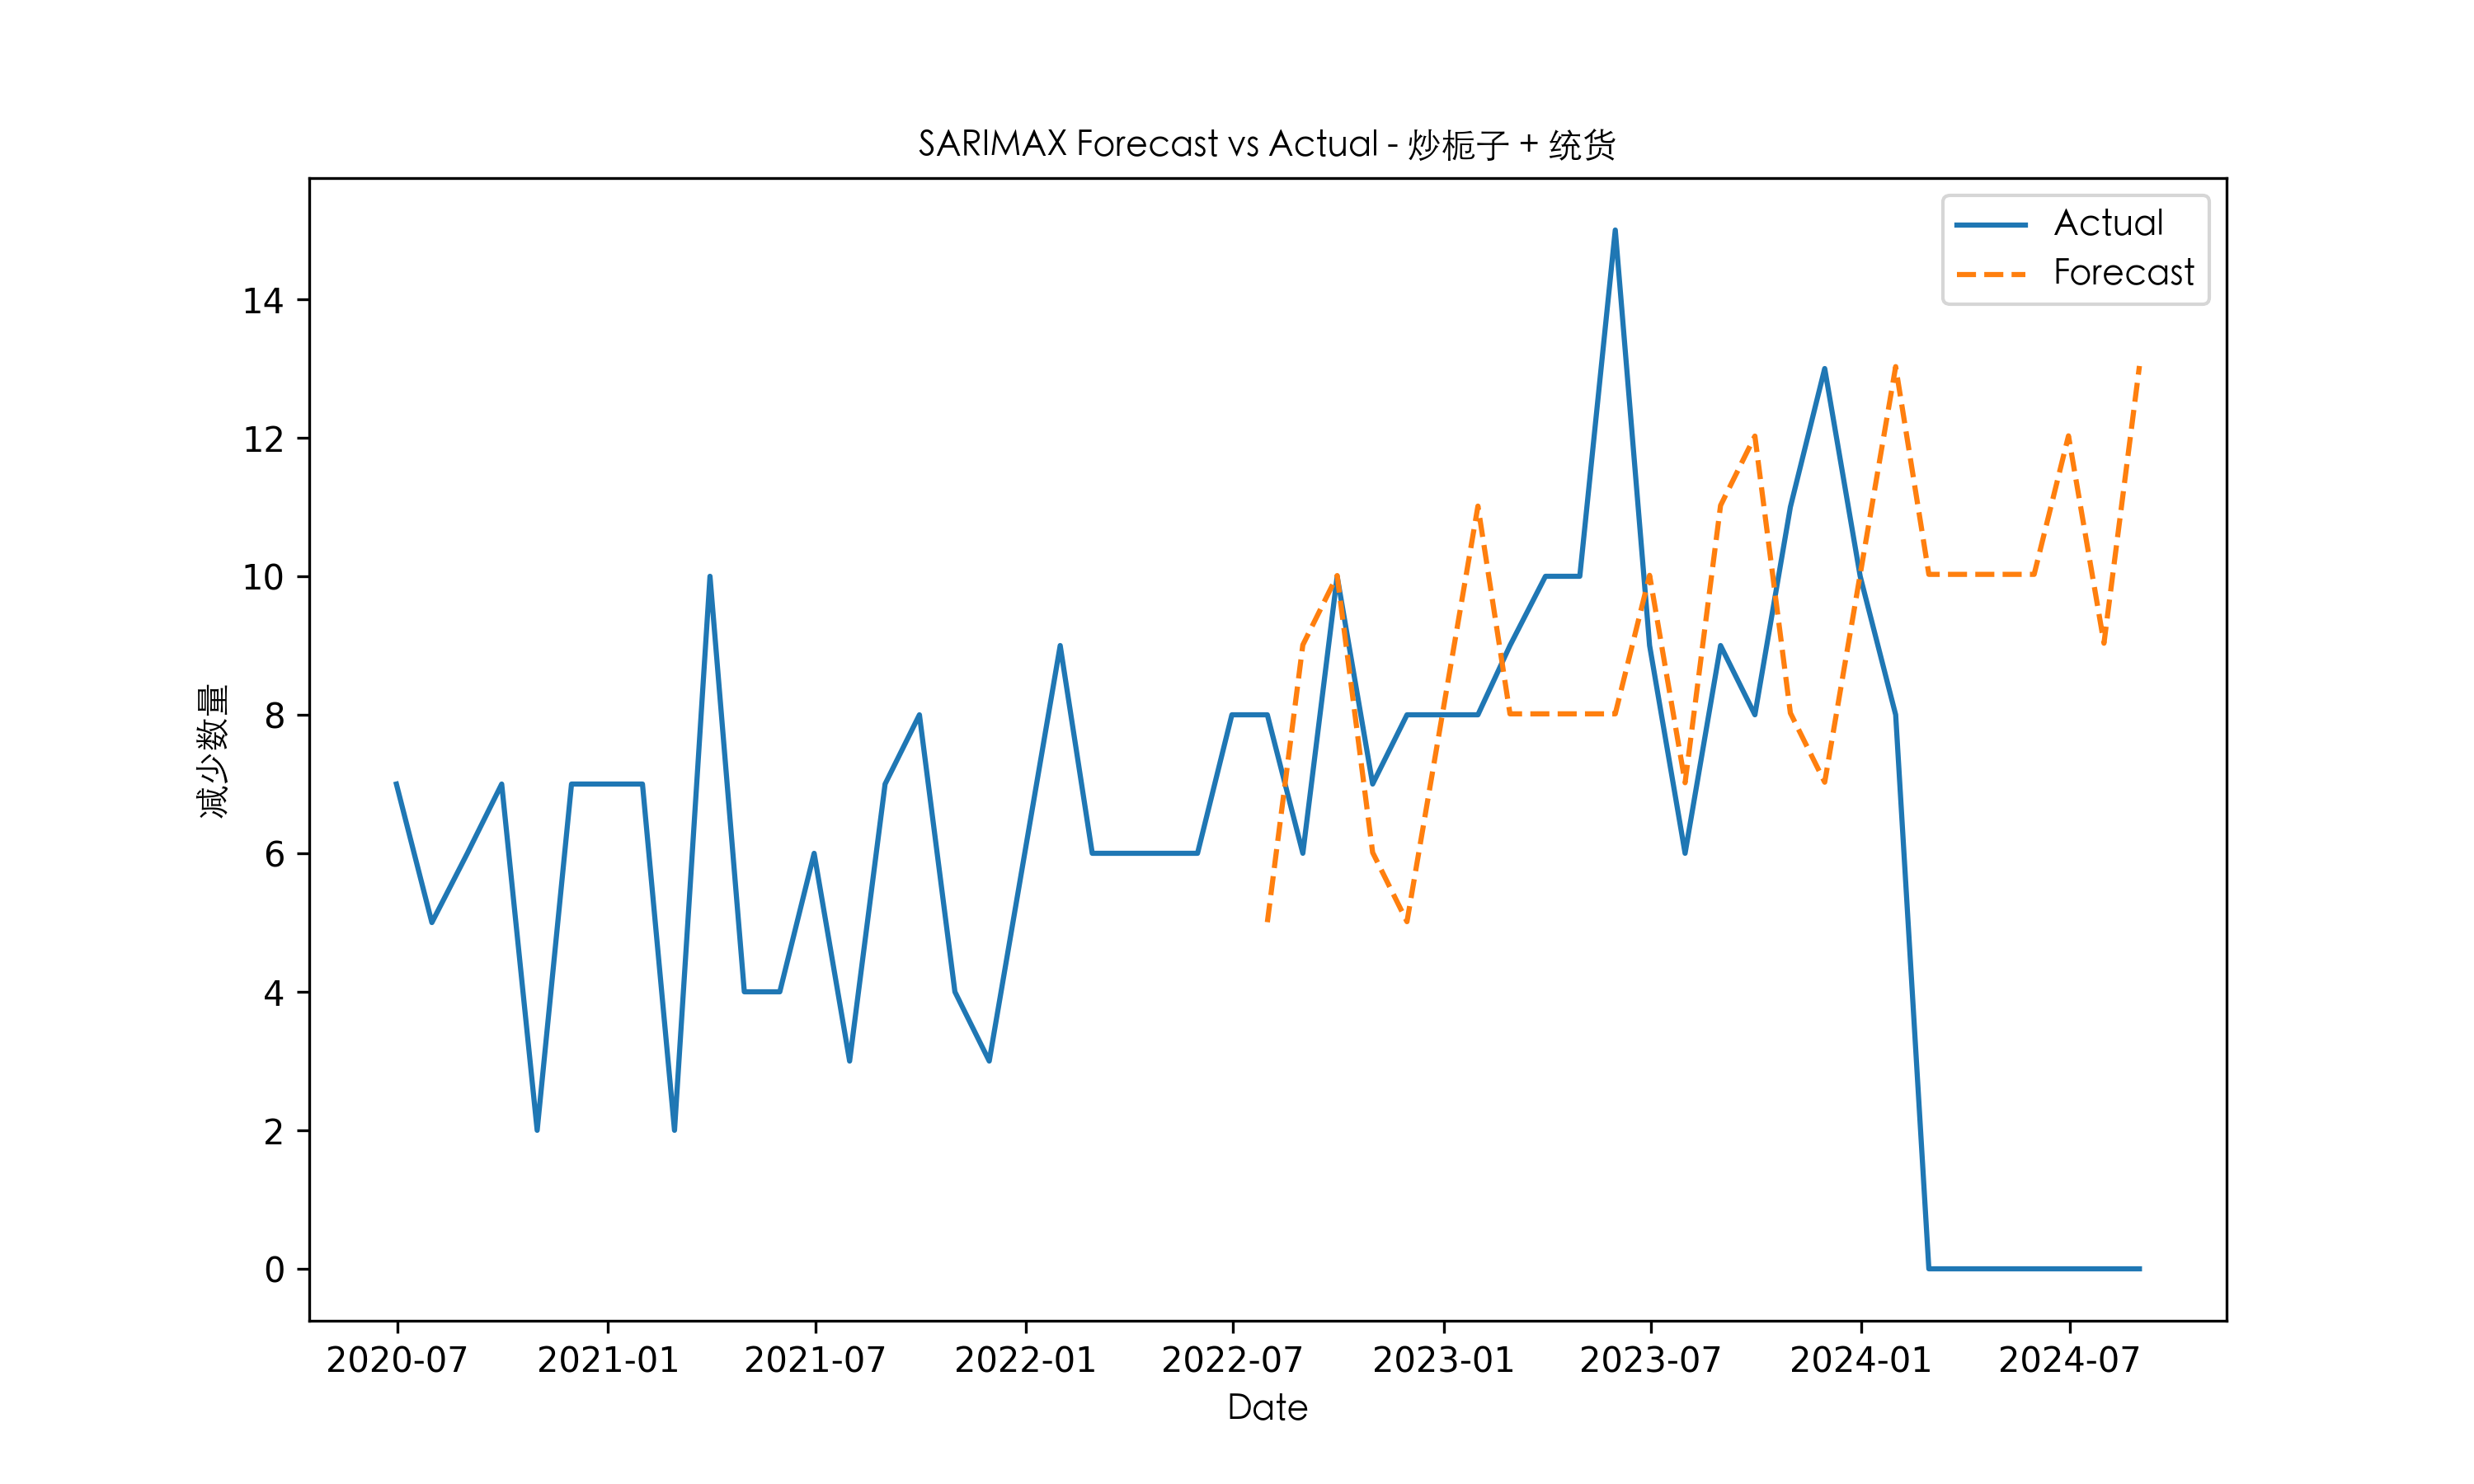 SARIMAX Forecast vs Actual - 炒栀子 + 统货
Actual
Forecast
14
12
10
8
6
4
2
0
减少数量
2020-07 2021-01 2021-07 2022-01 2022-07 2023-01 2023-07 2024-01 2024-07
Date